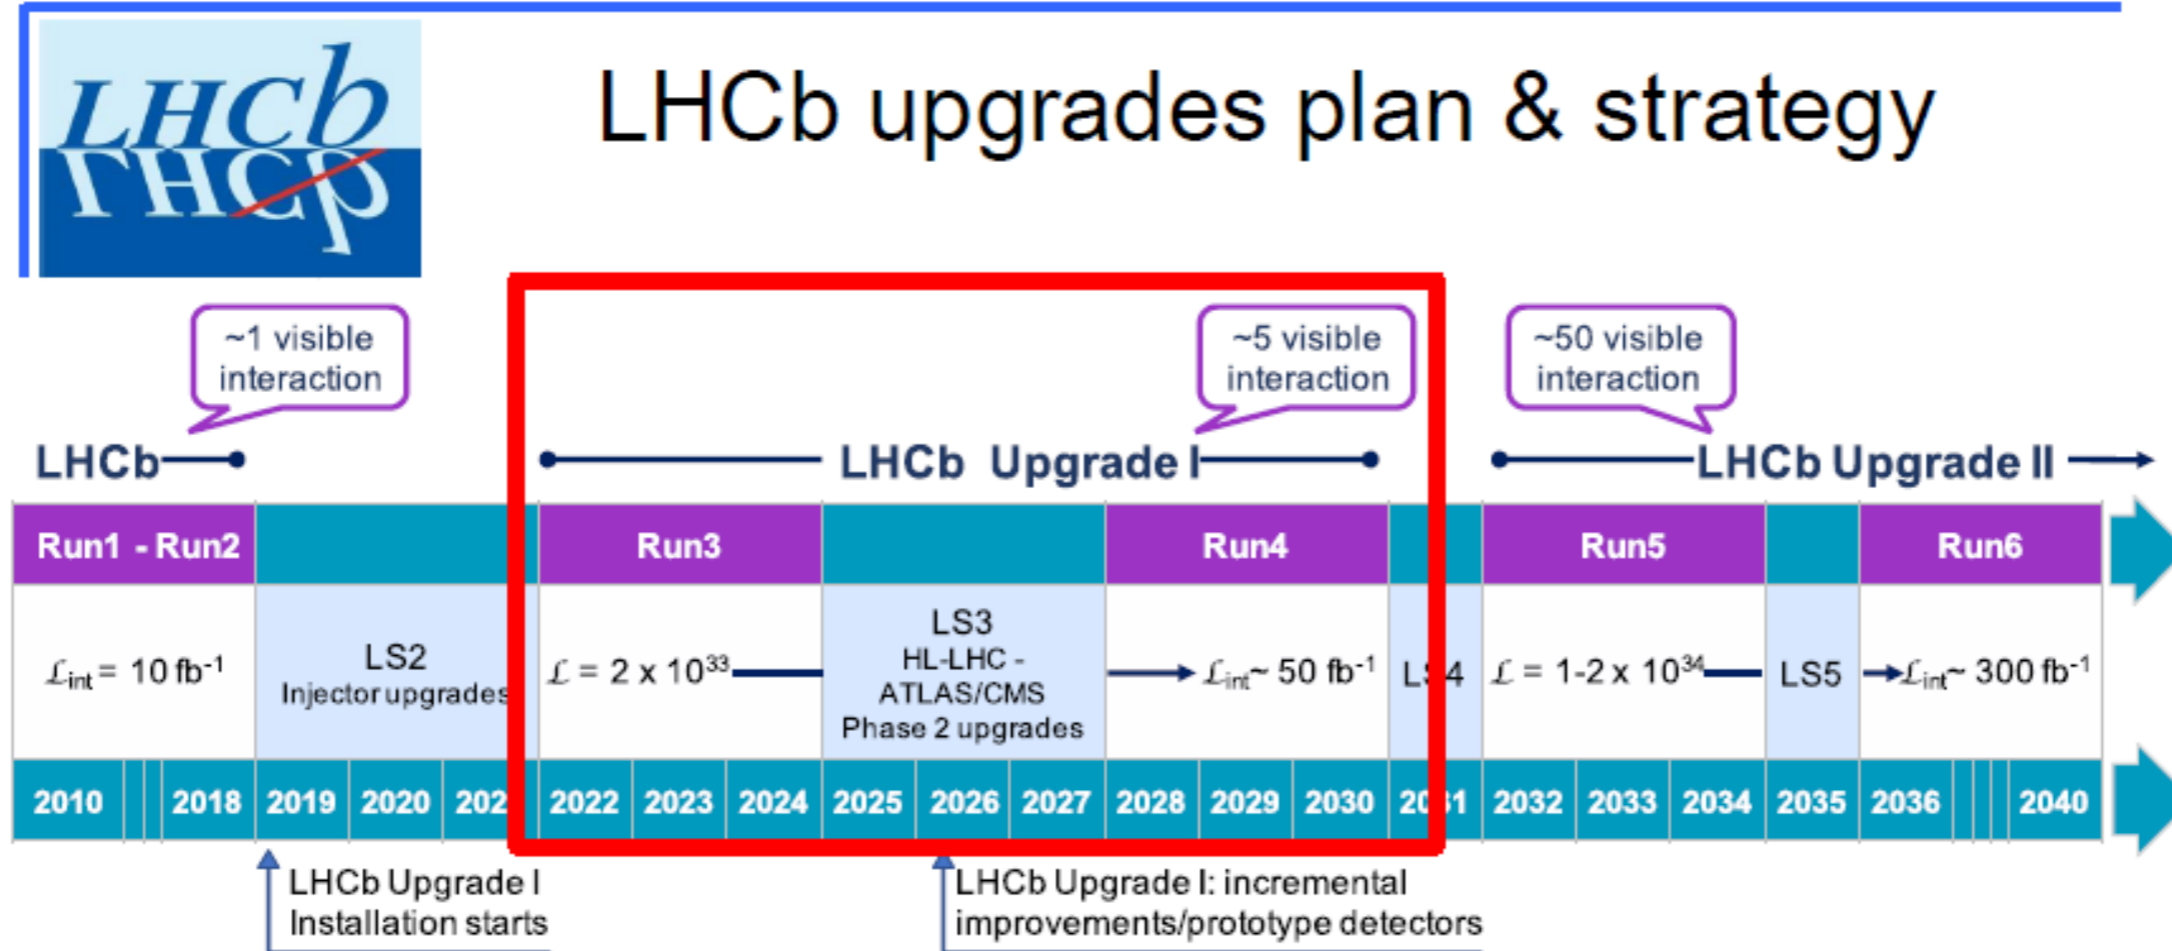 LHCb
LHCb upgrades plan & strategy
~1 visible
interaction
~5 visible
interaction
~50 visible
interaction
LHCb
LHCb Upgrade I
LHCb Upgrade II
Run1 - Run2
Run3
Run4
Run5
Run6
ℒint = 10 fb-1
LS2
Injector upgrades
ℒ = 2 x 10³³
LS3
HL-LHC -
ATLAS/CMS
Phase 2 upgrades
ℒint~ 50 fb-1
LS4
ℒ = 1-2 x 10³⁴
LS5
ℒint~ 300 fb-1
2010 2018 2019 2020 202 2022 2023 2024 2025 2026 2027 2028 2029 2030 2031 2032 2033 2034 2035 2036 2040
LHCb Upgrade I
Installation starts
LHCb Upgrade I: incremental
improvements/prototype detectors